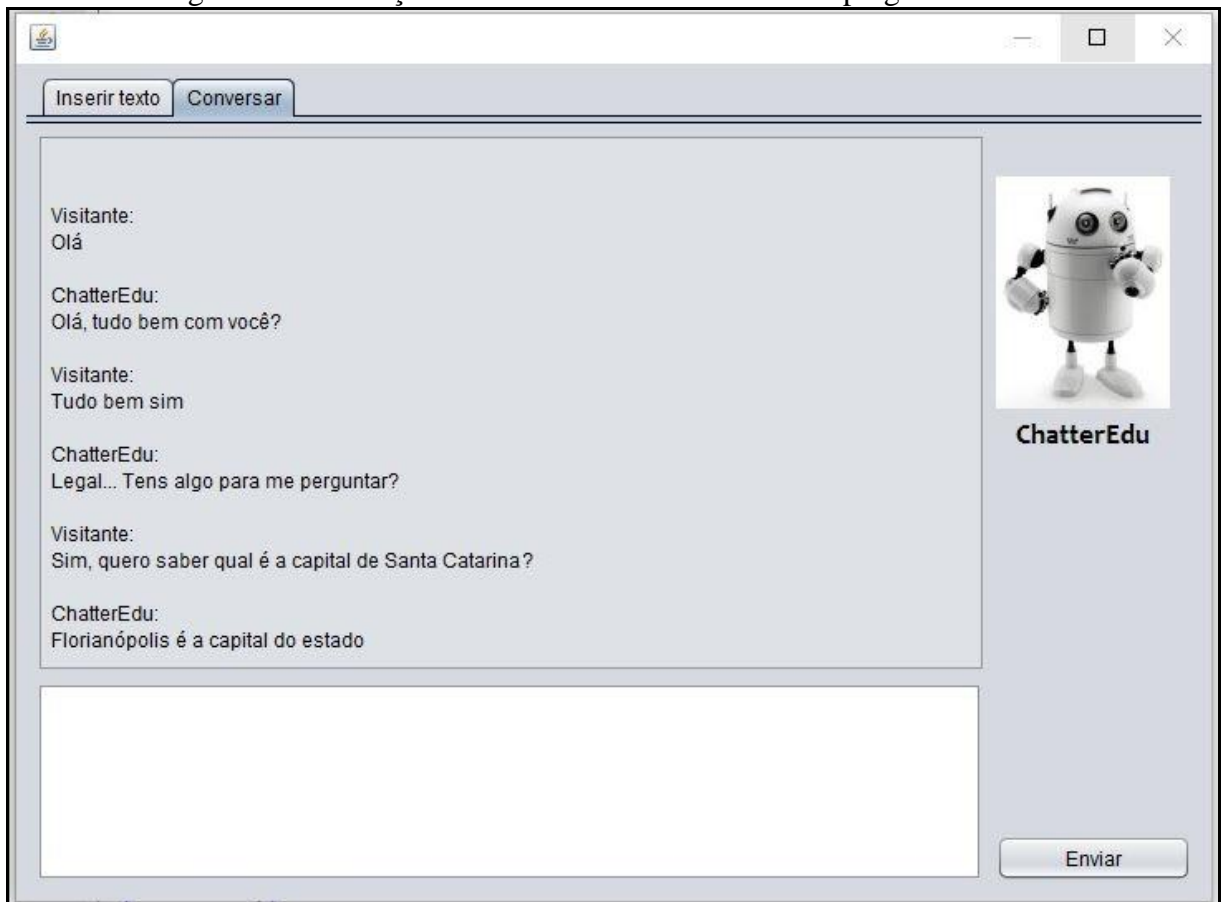 Inserir texto
Conversar
Visitante:
Olá
ChatterEdu:
Olá, tudo bem com você?
Visitante:
Tudo bem sim
ChatterEdu:
Legal... Tens algo para me perguntar?
Visitante:
Sim, quero saber qual é a capital de Santa Catarina?
ChatterEdu:
Florianópolis é a capital do estado
ChatterEdu
Enviar